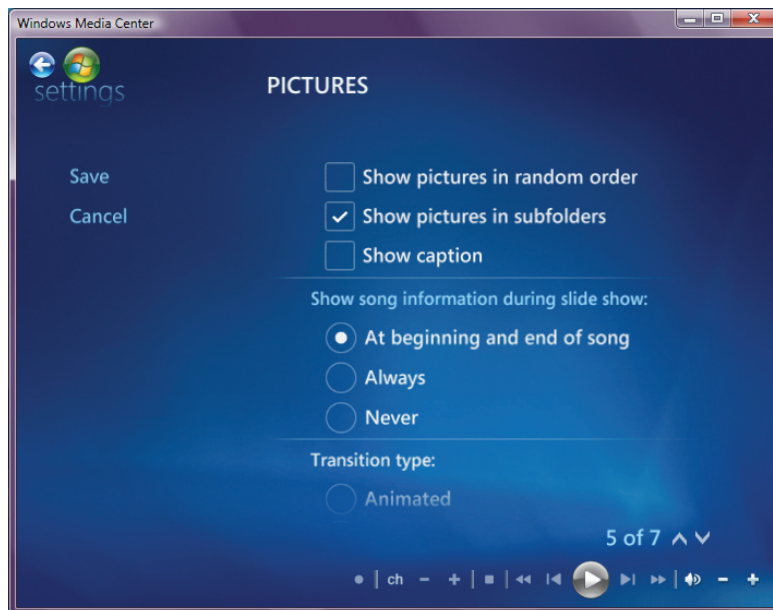 Windows Media Center
settings
PICTURES
Save
Cancel
Show pictures in random order
Show pictures in subfolders
Show caption
Show song information during slide show:
At beginning and end of song
Always
Never
Transition type:
Animated
5 of 7
ch